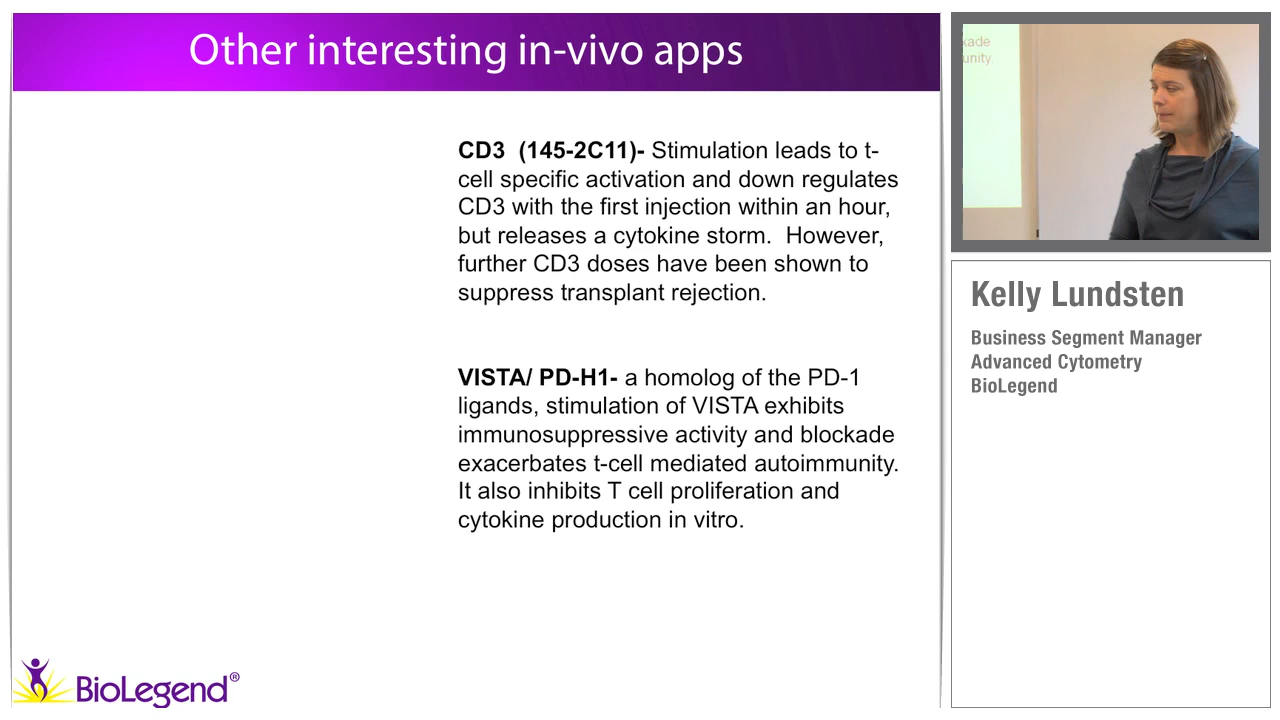 Other interesting in-vivo apps
CD3 (145-2C11)- Stimulation leads to t-
cell specific activation and down regulates
CD3 with the first injection within an hour,
but releases a cytokine storm. However,
further CD3 doses have been shown to
suppress transplant rejection.
VISTA/ PD-H1- a homolog of the PD-1
ligands, stimulation of VISTA exhibits
immunosuppressive activity and blockade
exacerbates t-cell mediated autoimmunity.
It also inhibits T cell proliferation and
cytokine production in vitro.
BioLegend®
kade
unity.
Kelly Lundsten
Business Segment Manager
Advanced Cytometry
BioLegend